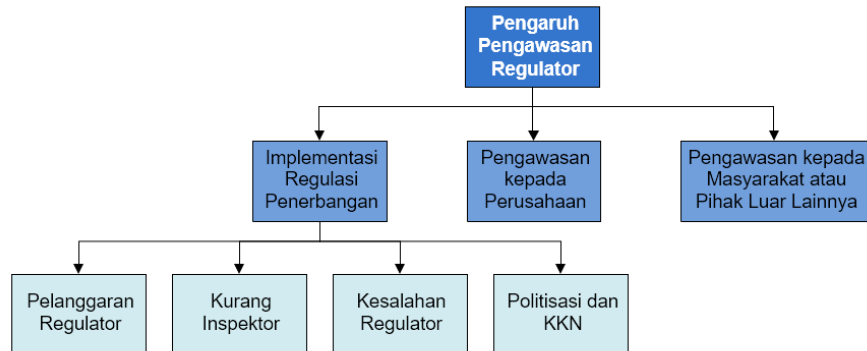 Pengaruh
Pengawasan
Regulator
Implementasi
Regulasi
Penerbangan
Pengawasan
kepada
Perusahaan
Pengawasan kepada
Masyarakat atau
Pihak Luar Lainnya
Pelanggaran
Regulator
Kurang
Inspektor
Kesalahan
Regulator
Politisasi dan
KKN